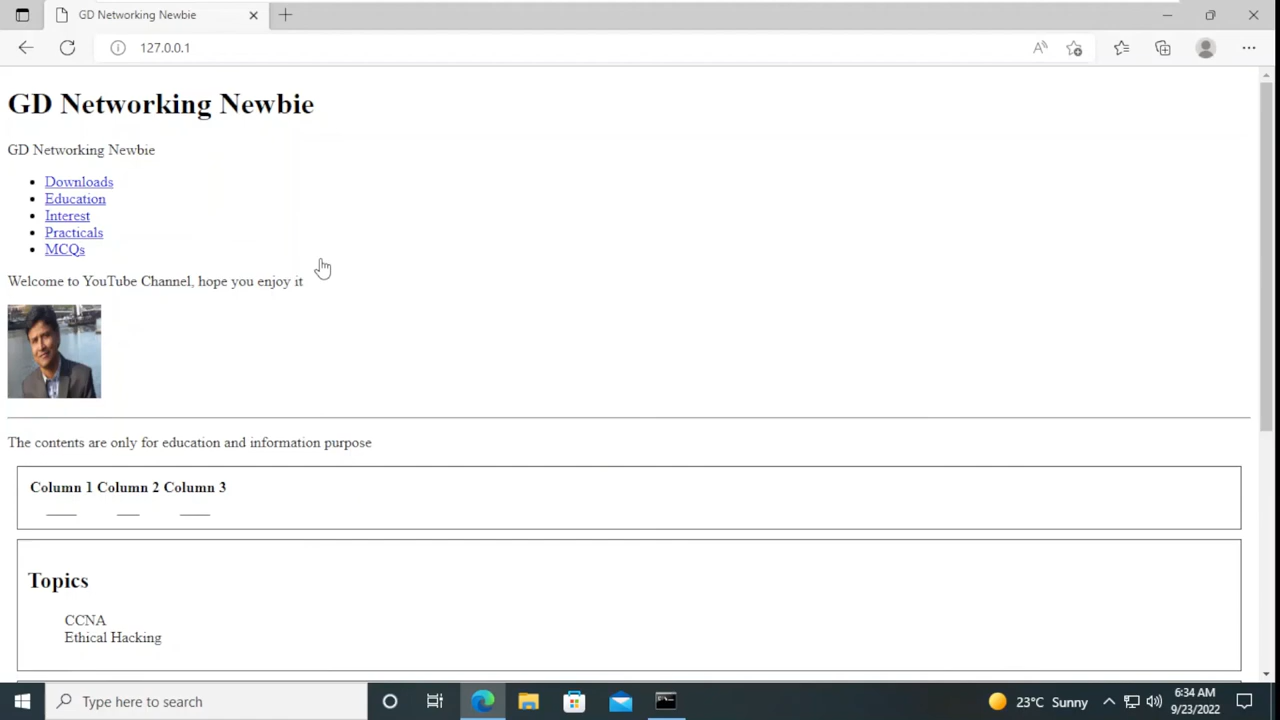 GD Networking Newbie
127.0.0.1
GD Networking Newbie
GD Networking Newbie
Downloads
Education
Interest
Practicals
MCQs
Welcome to YouTube Channel, hope you enjoy it
The contents are only for education and information purpose
Column 1 Column 2 Column 3
Topics
CCNA
Ethical Hacking
Type here to search
23°C Sunny
6:34 AM
9/23/2022